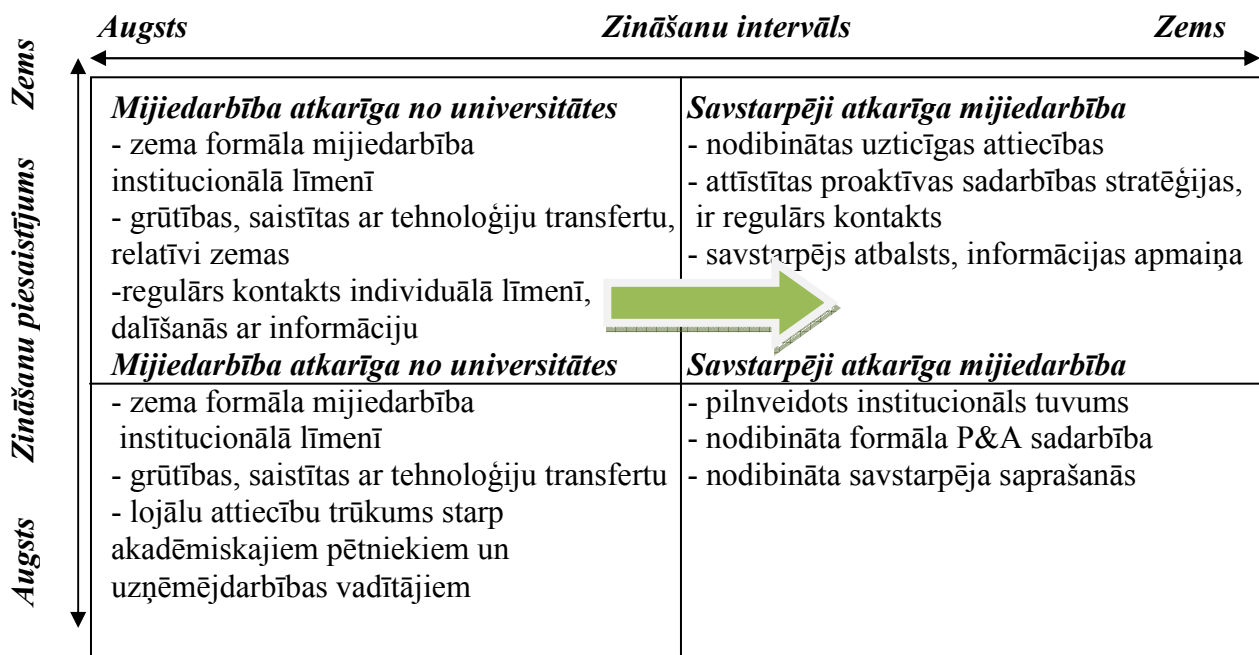 Augsts Zināšanu intervāls Zems
Zems
Zināšanu piesaistījums
Augsts
Mijiedarbība atkarīga no universitātes
- zema formāla mijiedarbība
institucionālā līmenī
- grūtības, saistītas ar tehnoloģiju transfertu,
relatīvi zemas
-regulārs kontakts individuālā līmenī,
dalīšanās ar informāciju
Savstarpēji atkarīga mijiedarbība
- nodibinātas uzticīgas attiecības
- attīstītas proaktīvas sadarbības stratēģijas,
ir regulārs kontakts
- savstarpējs atbalsts, informācijas apmaiņa
Mijiedarbība atkarīga no universitātes
- zema formāla mijiedarbība
institucionālā līmenī
- grūtības, saistītas ar tehnoloģiju transfertu
- lojālu attiecību trūkums starp
akadēmiskajiem pētniekiem un
uzņēmējdarbības vadītājiem
Savstarpēji atkarīga mijiedarbība
- pilnveidots institucionāls tuvums
- nodibināta formāla P&A sadarbība
- nodibināta savstarpēja saprašanās